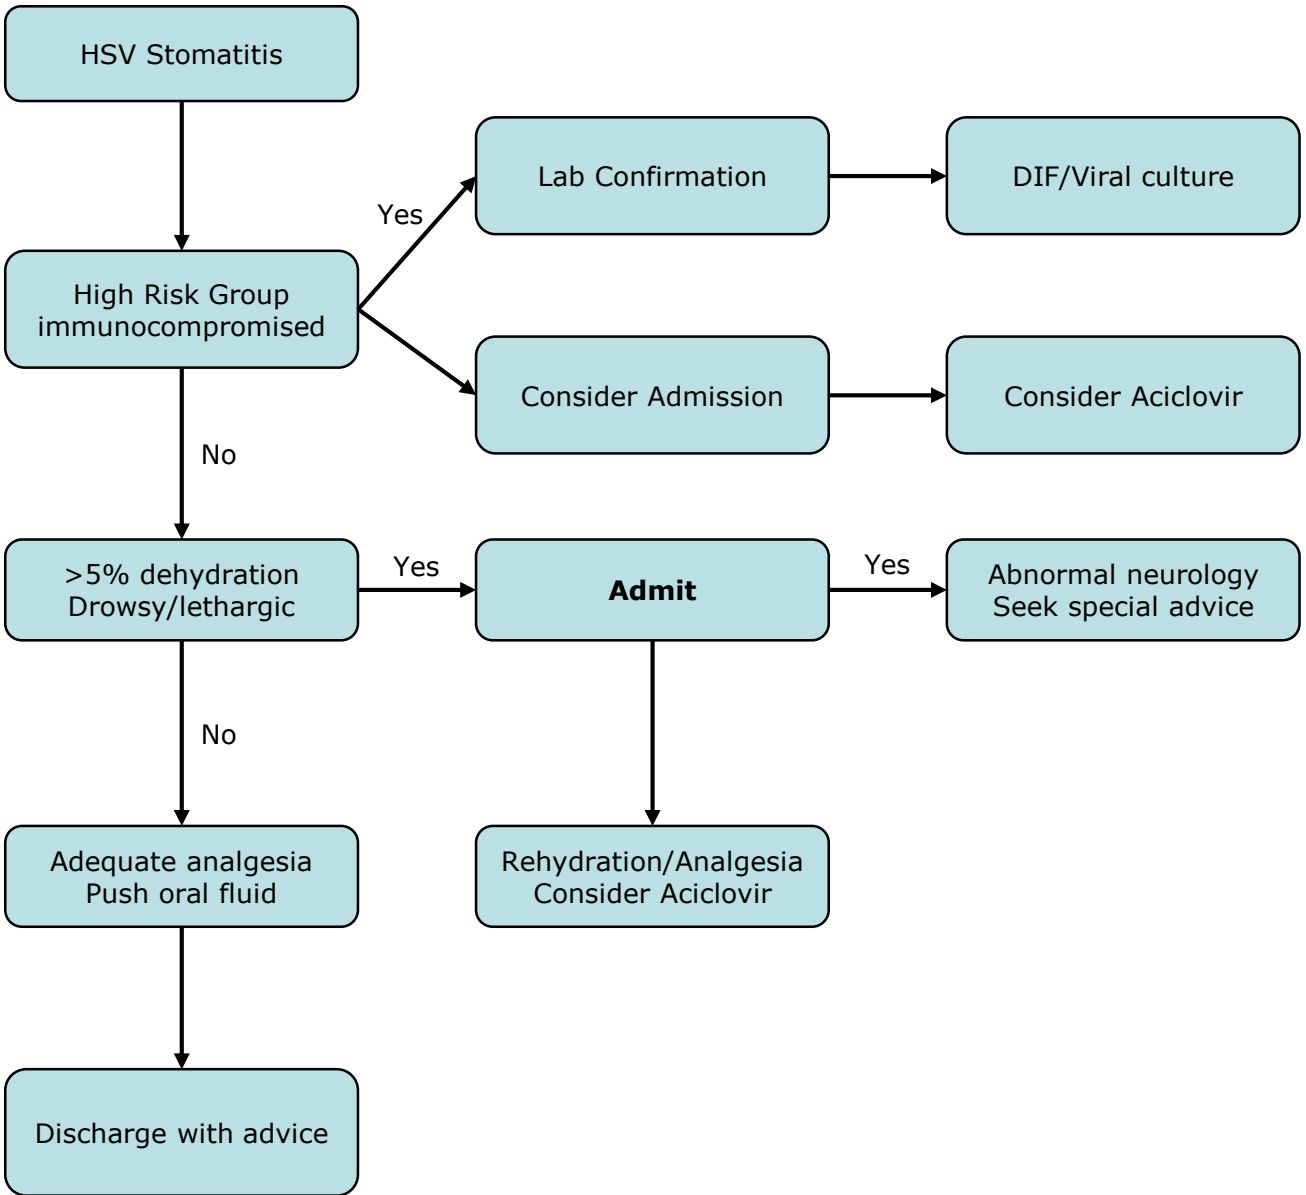 HSV Stomatitis
Lab Confirmation
DIF/Viral culture
Yes
High Risk Group
immunocompromised
Consider Admission
Consider Aciclovir
No
>5% dehydration
Drowsy/lethargic
Yes
Admit
Yes
Abnormal neurology
Seek special advice
No
Adequate analgesia
Push oral fluid
Rehydration/Analgesia
Consider Aciclovir
Discharge with advice